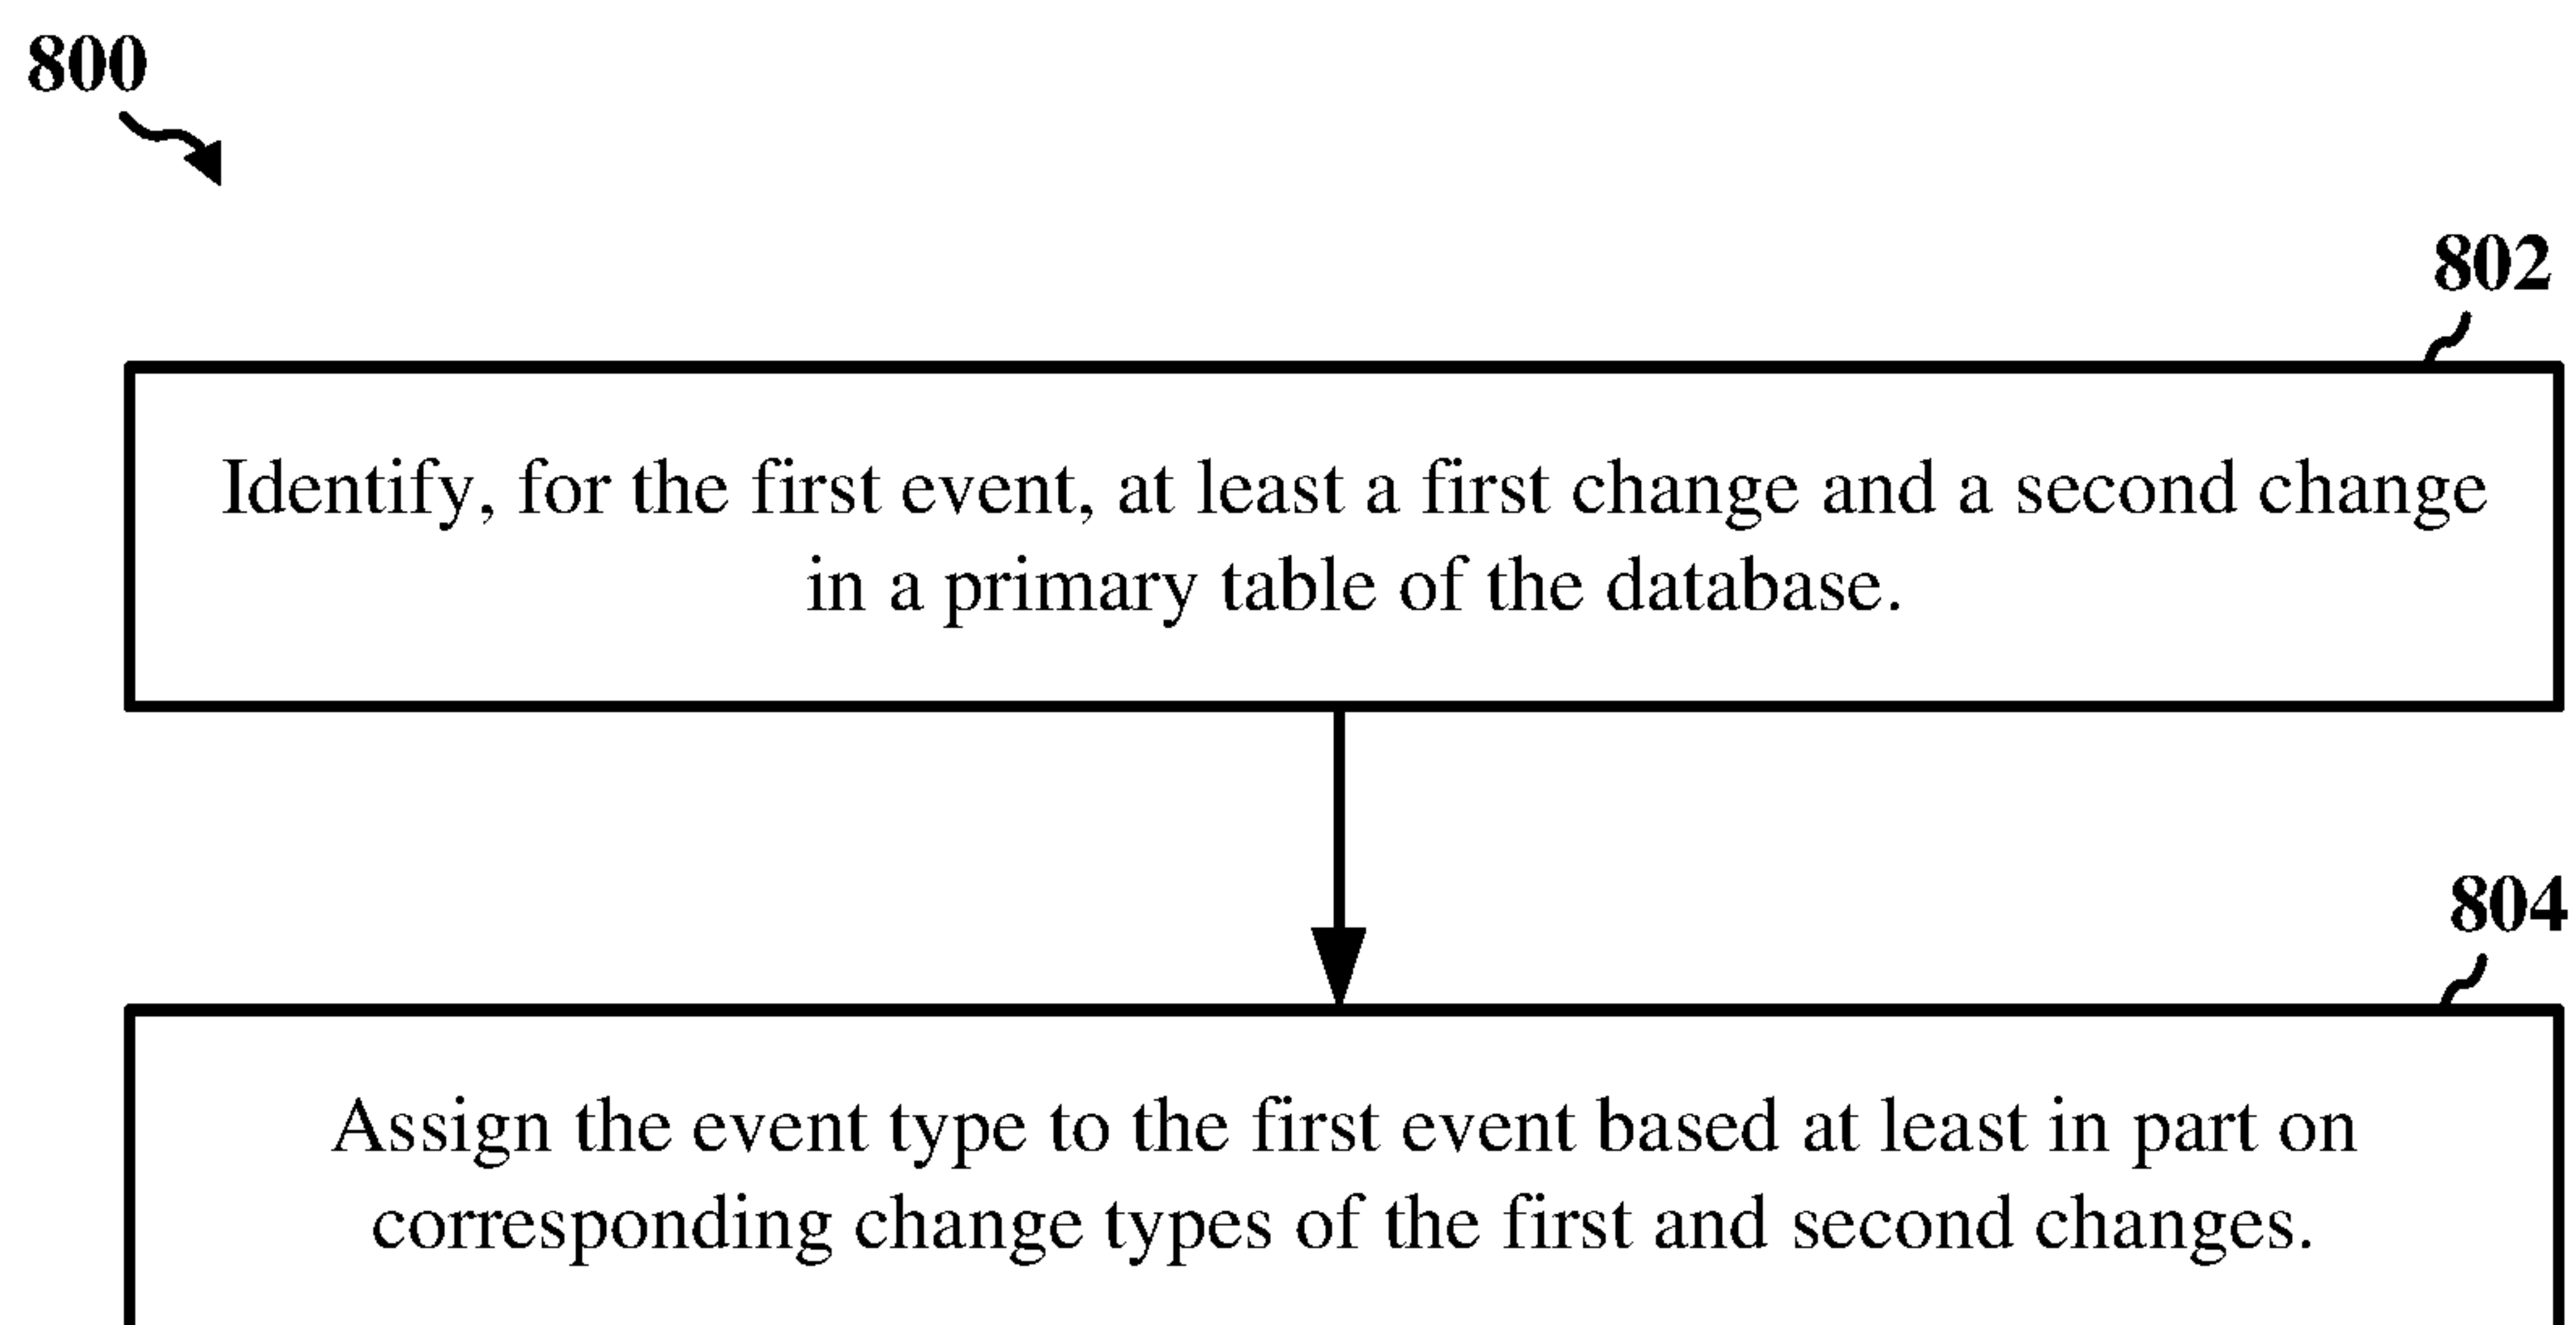 800
802
Identify, for the first event, at least a first change and a second change
in a primary table of the database.
804
Assign the event type to the first event based at least in part on
corresponding change types of the first and second changes.